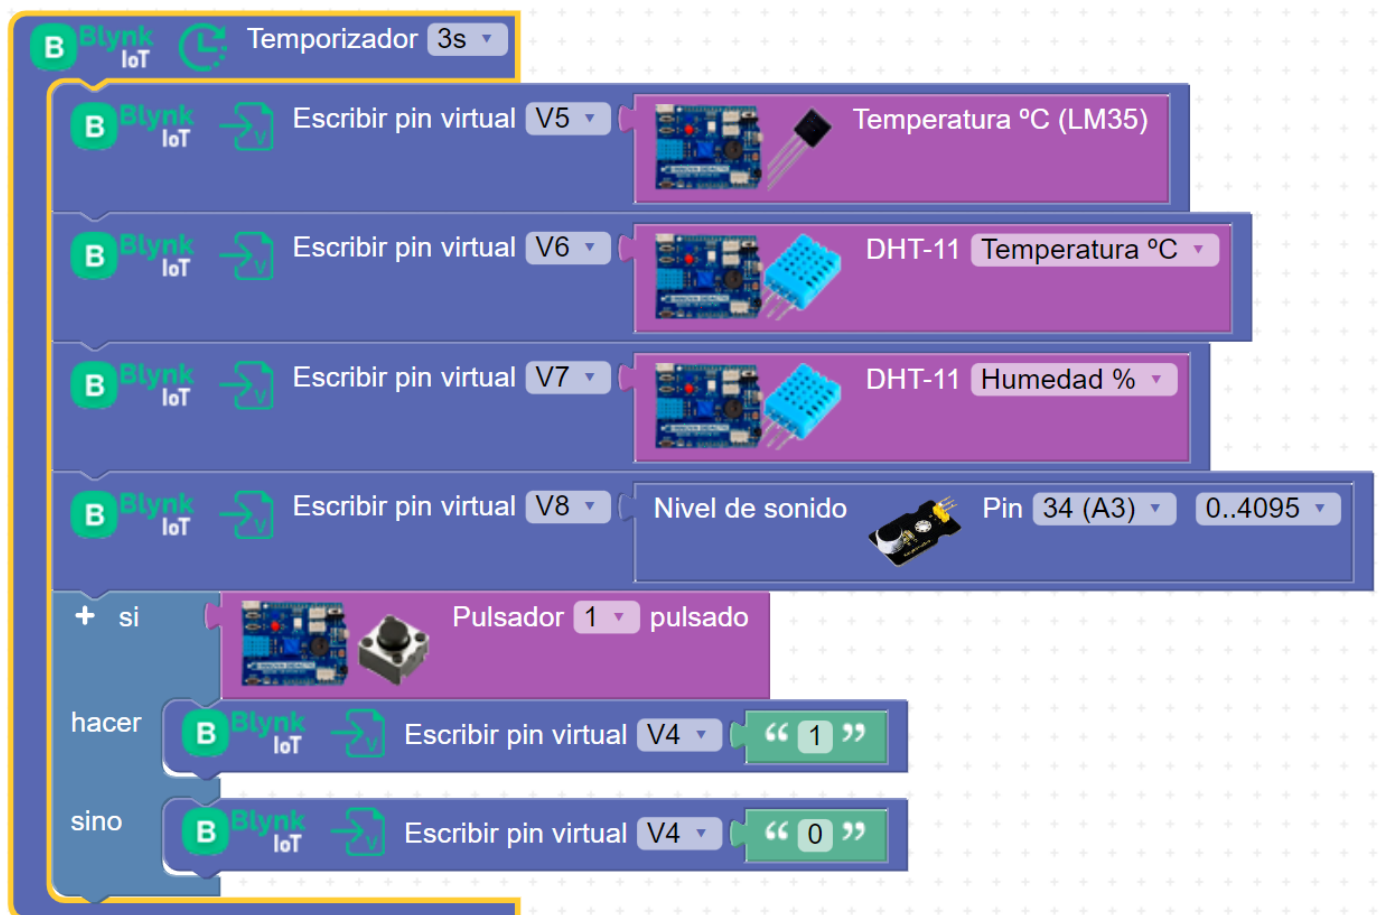 B Blynk IoT Temporizador 3s
B Blynk IoT Escribir pin virtual V5 Temperatura ºC (LM35)
B Blynk IoT Escribir pin virtual V6 DHT-11 Temperatura ºC
B Blynk IoT Escribir pin virtual V7 DHT-11 Humedad %
B Blynk IoT Escribir pin virtual V8 Nivel de sonido Pin 34 (A3) 0..4095
+ si Pulsador 1 pulsado
hacer B Blynk IoT Escribir pin virtual V4 “ 1 ”
sino B Blynk IoT Escribir pin virtual V4 “ 0 ”